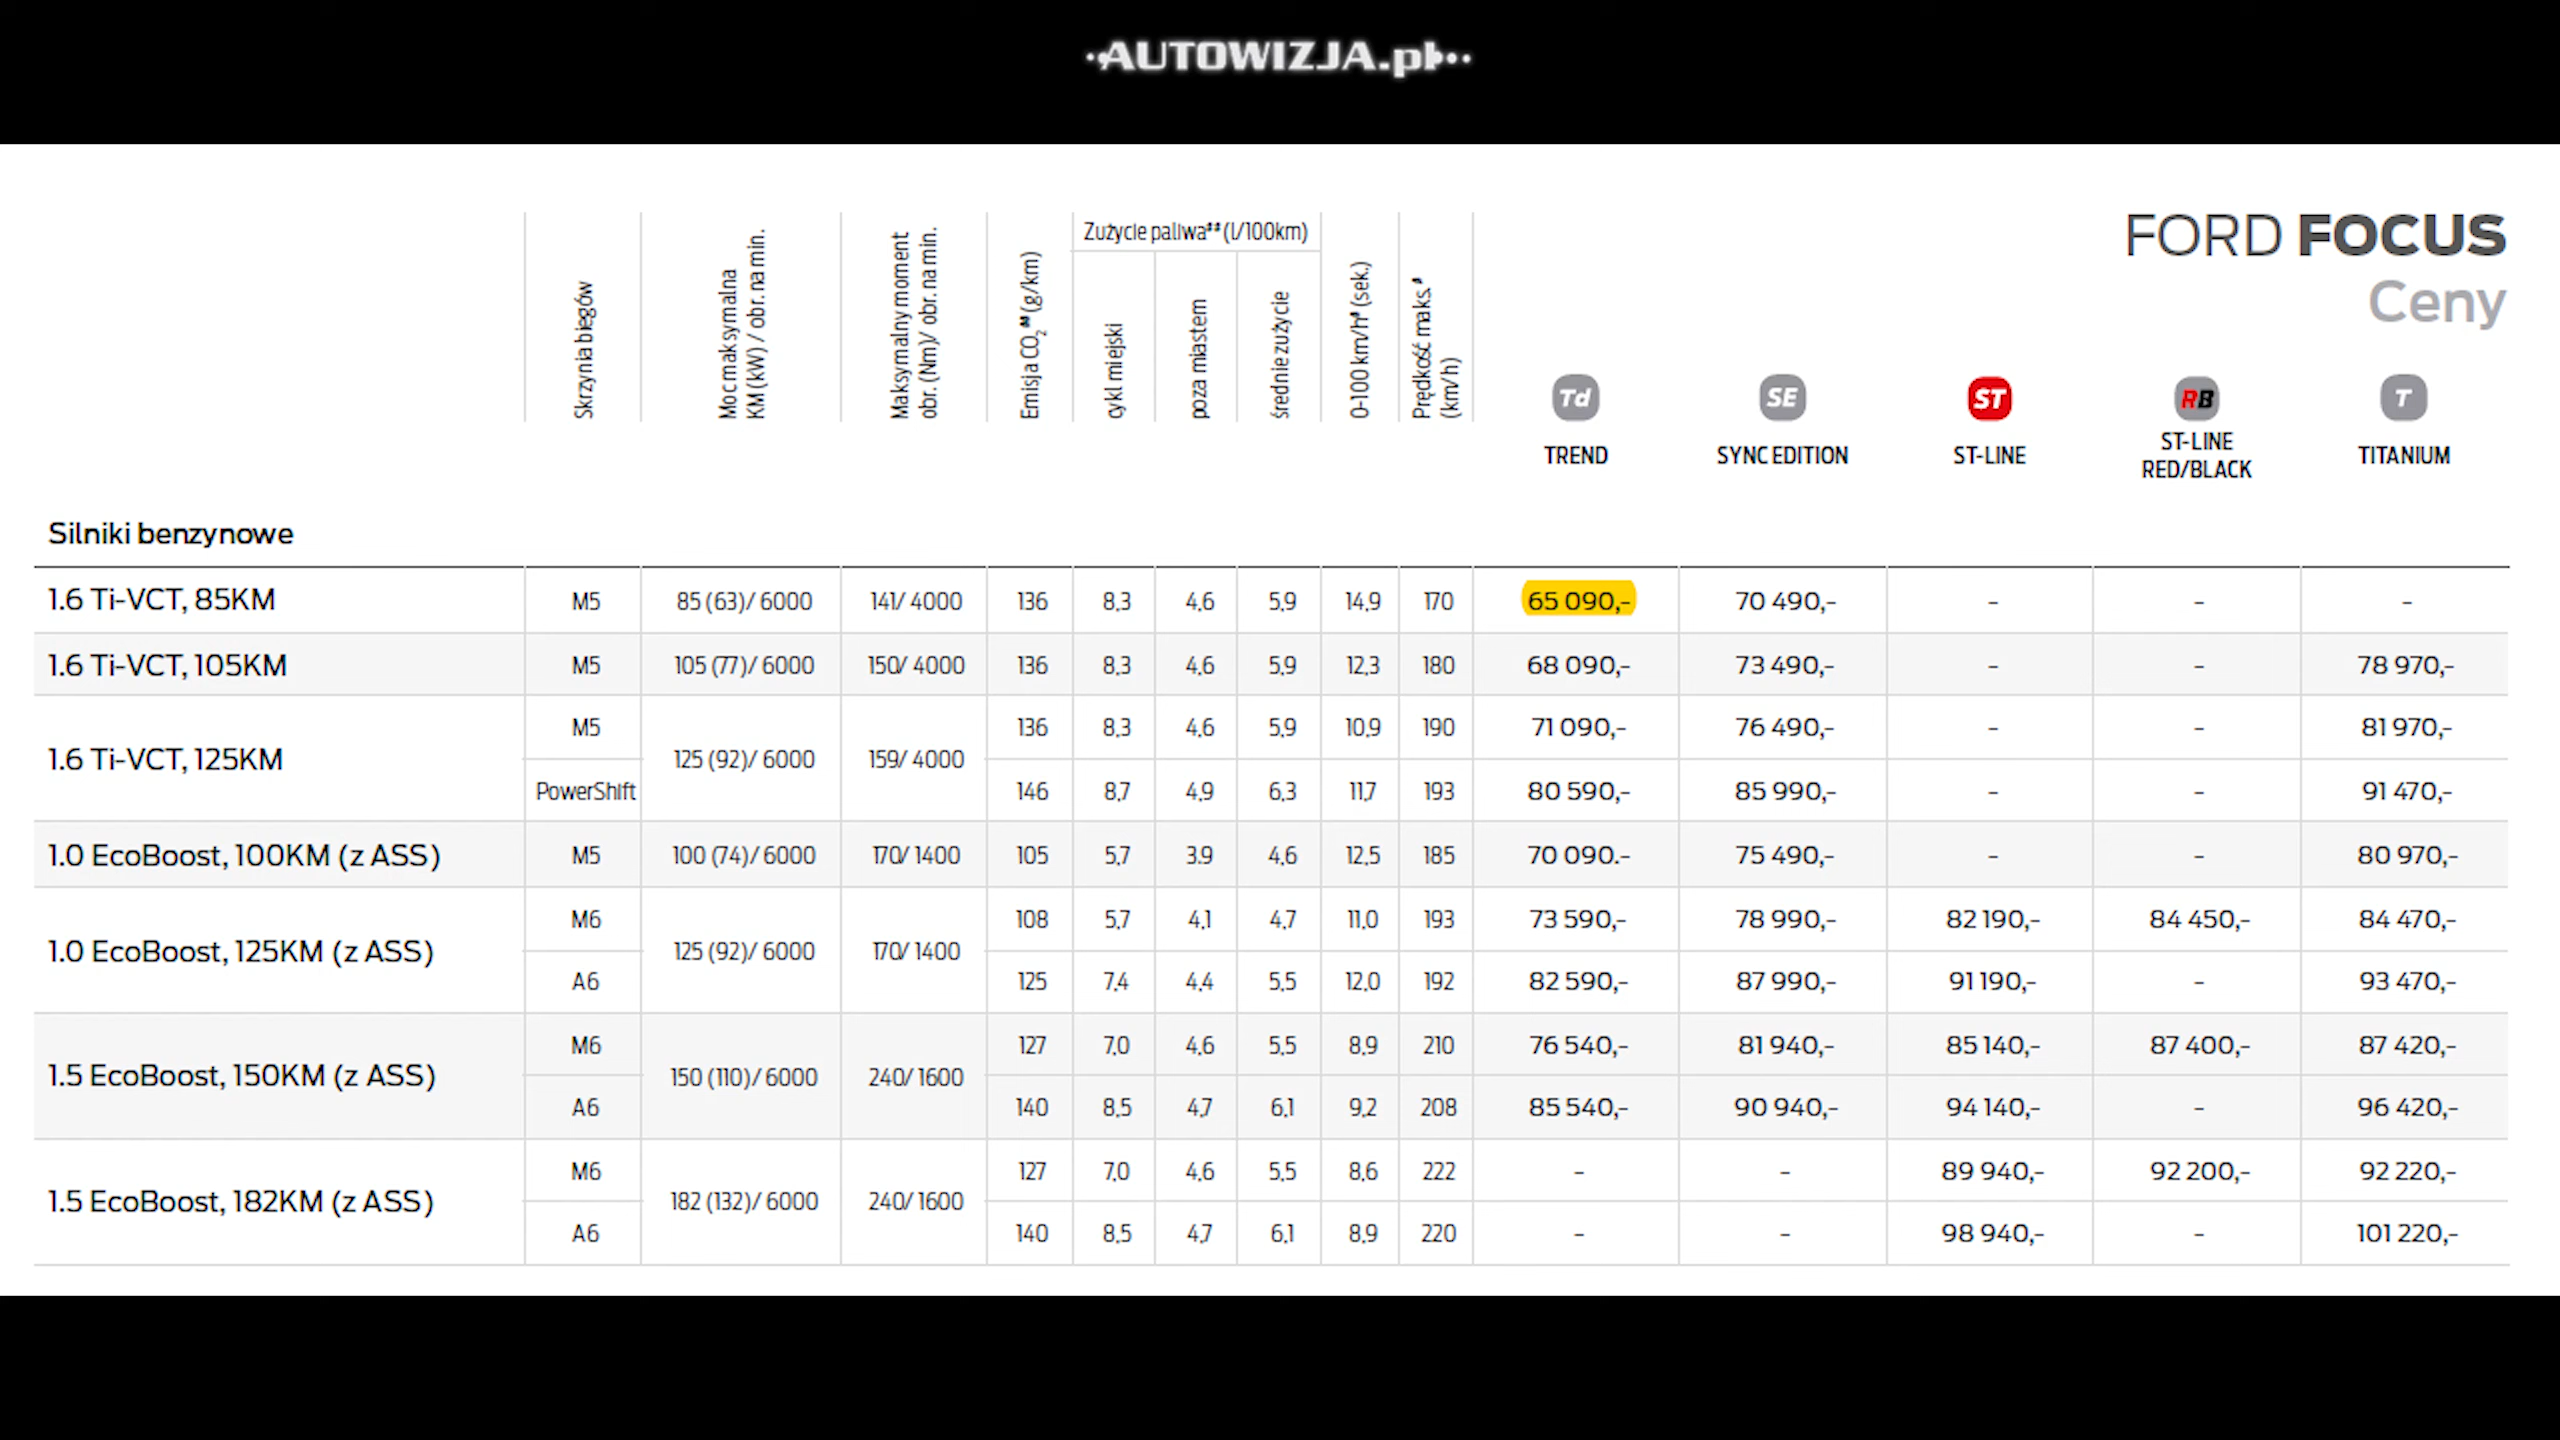 AUTOWIZJA.pl
FORD FOCUS
Ceny
Skrzynia biegów
Moc maksymalna
KM (kW) / obr. na min.
Maksymalny moment
obr. (Nm)/ obr. na min.
Emisja CO₂## (g/km)
Zużycie paliwa## (l/100km)
cykl miejski
poza miastem
średnie zużycie
0-100 km/h# (sek.)
Prędkość maks.#
(km/h)
Td SE ST RB T
TREND SYNC EDITION ST-LINE ST-LINE RED/BLACK TITANIUM
Silniki benzynowe
1.6 Ti-VCT, 85KM M5 85 (63)/ 6000 141/ 4000 136 8,3 4,6 5,9 14,9 170 65 090,- 70 490,- - - -
1.6 Ti-VCT, 105KM M5 105 (77)/ 6000 150/ 4000 136 8,3 4,6 5,9 12,3 180 68 090,- 73 490,- - - 78 970,-
1.6 Ti-VCT, 125KM 125 (92)/ 6000 159/ 4000
M5 136 8,3 4,6 5,9 10,9 190 71 090,- 76 490,- - - 81 970,-
PowerShift 146 8,7 4,9 6,3 11,7 193 80 590,- 85 990,- - - 91 470,-
1.0 EcoBoost, 100KM (z ASS) M5 100 (74)/ 6000 170/ 1400 105 5,7 3.9 4,6 12,5 185 70 090.- 75 490,- - - 80 970,-
1.0 EcoBoost, 125KM (z ASS) 125 (92)/ 6000 170/ 1400
M6 108 5,7 4,1 4,7 11,0 193 73 590,- 78 990,- 82 190,- 84 450,- 84 470,-
A6 125 7,4 4,4 5,5 12,0 192 82 590,- 87 990,- 91 190,- - 93 470,-
1.5 EcoBoost, 150KM (z ASS) 150 (110)/ 6000 240/ 1600
M6 127 7,0 4,6 5,5 8,9 210 76 540,- 81 940,- 85 140,- 87 400,- 87 420,-
A6 140 8,5 4,7 6,1 9,2 208 85 540,- 90 940,- 94 140,- - 96 420,-
1.5 EcoBoost, 182KM (z ASS) 182 (132)/ 6000 240/ 1600
M6 127 7,0 4,6 5,5 8,6 222 - - 89 940,- 92 200,- 92 220,-
A6 140 8,5 4,7 6,1 8,9 220 - - 98 940,- - 101 220,-